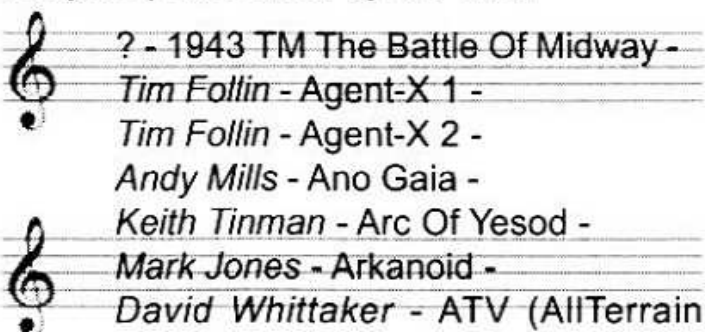 ? - 1943 TM The Battle Of Midway -
Tim Follin - Agent-X 1 -
Tim Follin - Agent-X 2 -
Andy Mills - Ano Gaia -
Keith Tinman - Arc Of Yesod -
Mark Jones - Arkanoid -
David Whittaker - ATV (AllTerrain